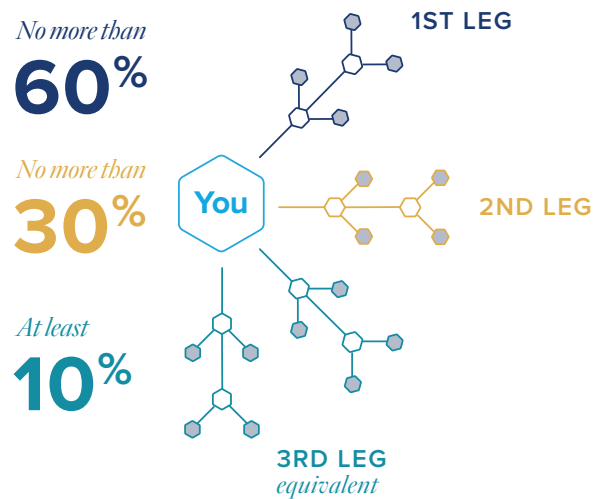 No more than
60%
1ST LEG
No more than
30%
You
2ND LEG
At least
10%
3RD LEG
equivalent